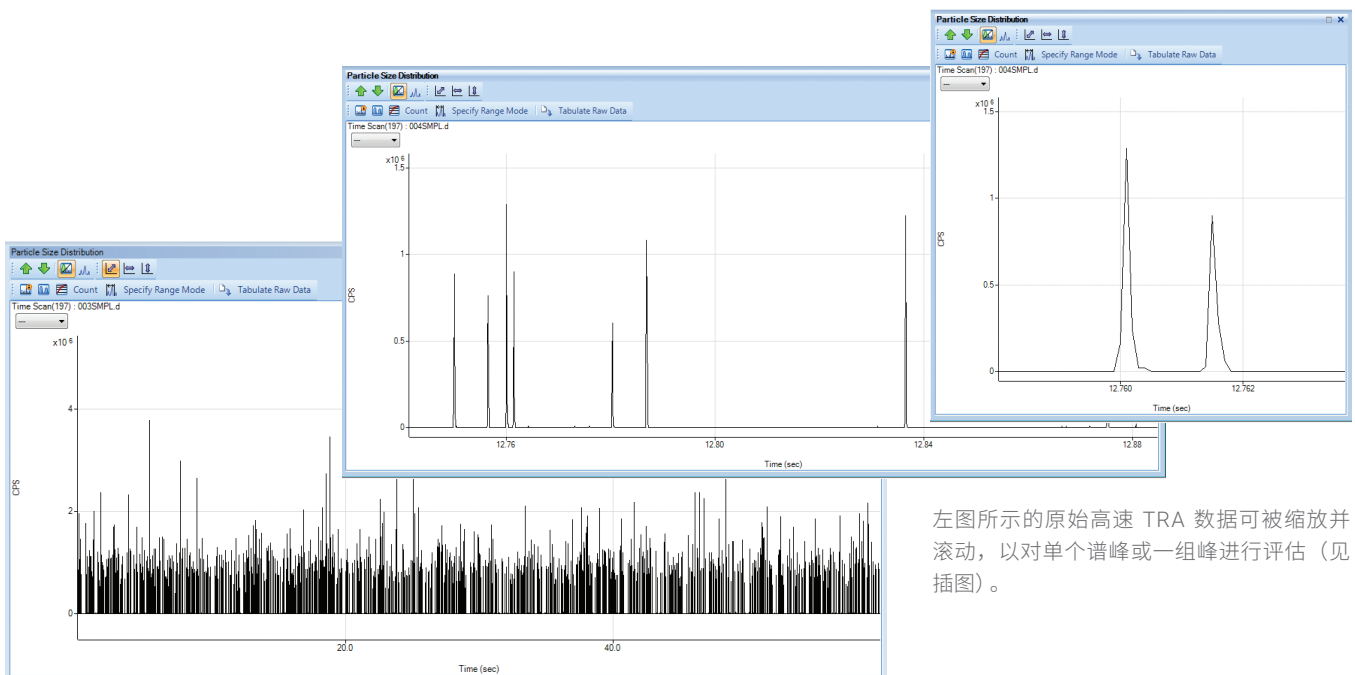 Particle Size Distribution
Count Specify Range Mode Tabulate Raw Data
Time Scan(197) : 003SMPL.d
---
x10 6
4
2
0
CPS
20.0 40.0
Time (sec)
Particle Size Distribution
Count Specify Range Mode Tabulate Raw Data
Time Scan(197) : 004SMPL.d
---
x10 6
1.5
1
0.5
0
CPS
12.76 12.80 12.84 12.88
Time (sec)
Particle Size Distribution
Count Specify Range Mode Tabulate Raw Data
Time Scan(197) : 004SMPL.d
---
x10 6
1.5
1
0.5
0
CPS
12.760 12.762
Time (sec)
左图所示的原始高速 TRA 数据可被缩放并
滚动，以对单个谱峰或一组峰进行评估（见
插图）。